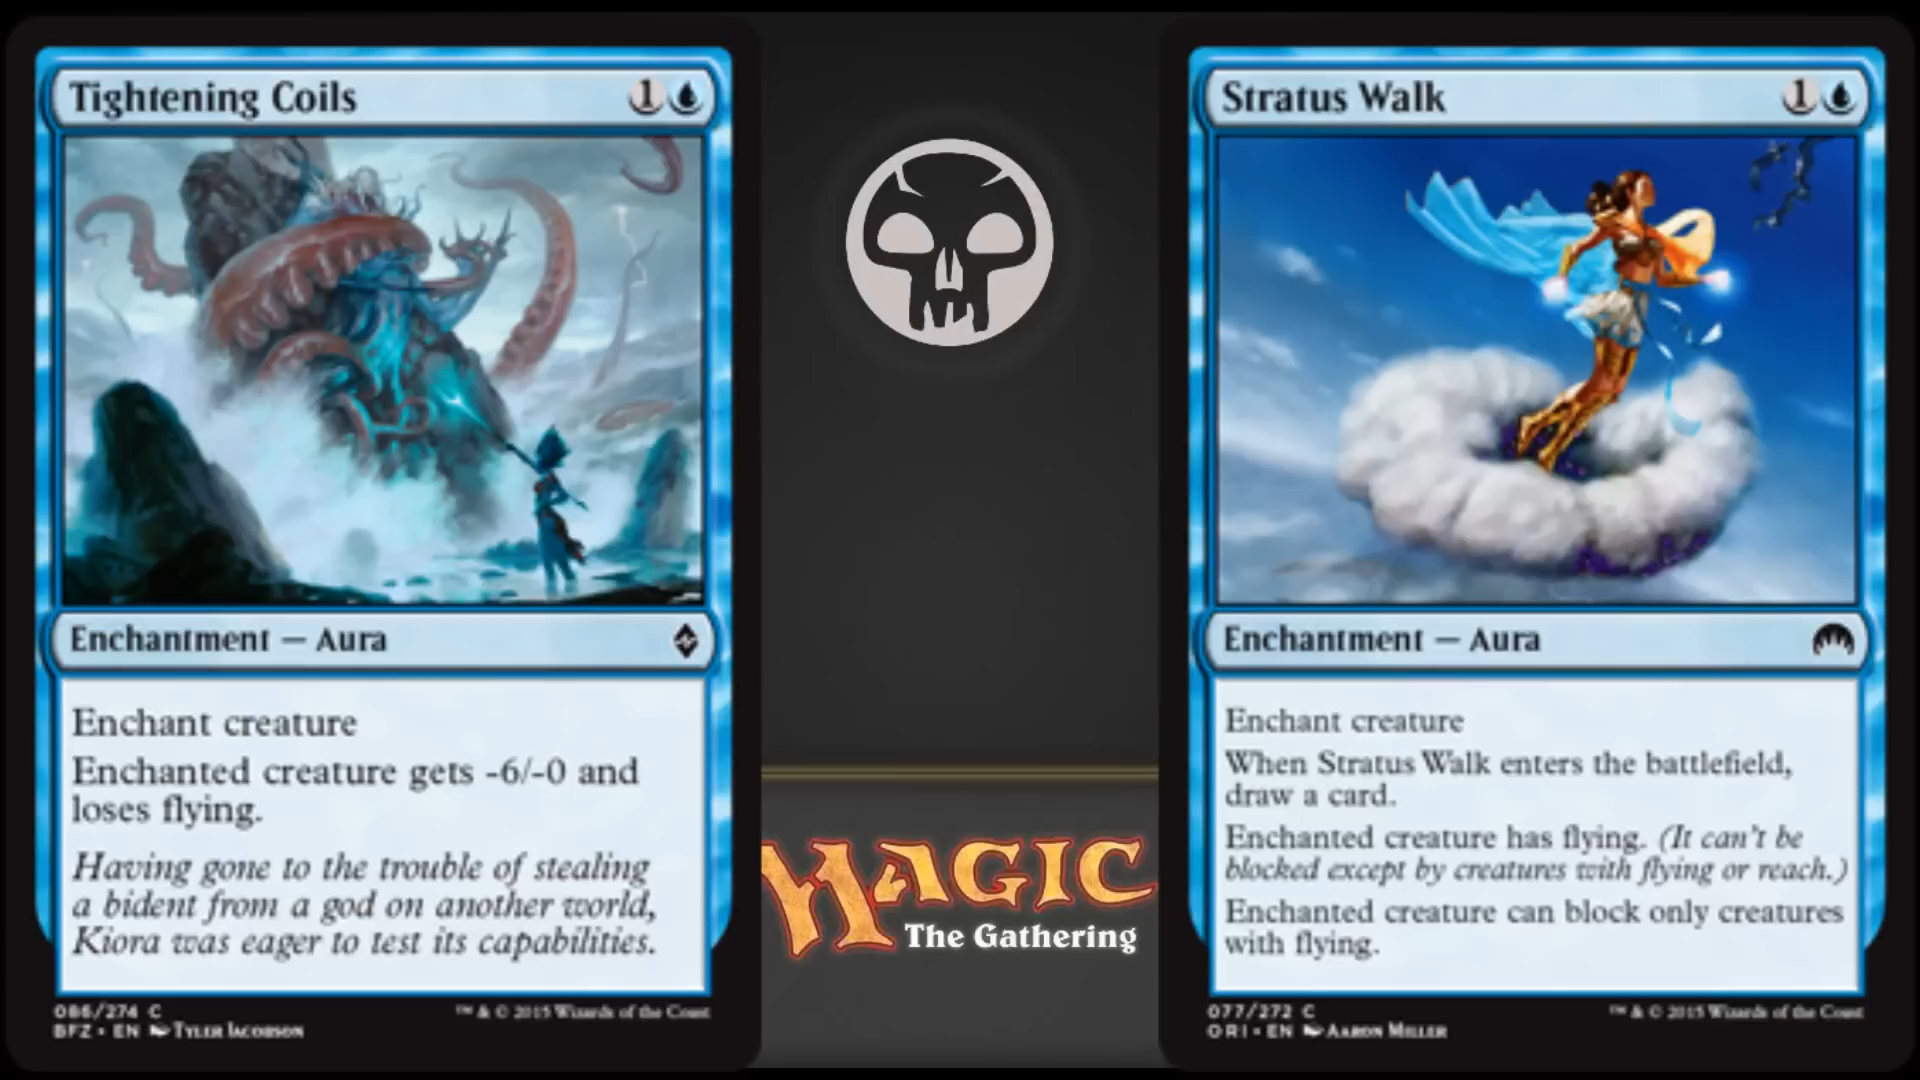 Tightening Coils 1
Enchantment — Aura
Enchant creature
Enchanted creature gets -6/-0 and
loses flying.
Having gone to the trouble of stealing
a bident from a god on another world,
Kiora was eager to test its capabilities.
086/274 C
™ & © 2015 Wizards of the Coast
BFZ • EN Tyler Jacobson
MAGIC
The Gathering
Stratus Walk 1
Enchantment — Aura
Enchant creature
When Stratus Walk enters the battlefield,
draw a card.
Enchanted creature has flying. (It can't be
blocked except by creatures with flying or reach.)
Enchanted creature can block only creatures
with flying.
077/272 C
™ & © 2015 Wizards of the Coast
ORI • EN Aaron Miller